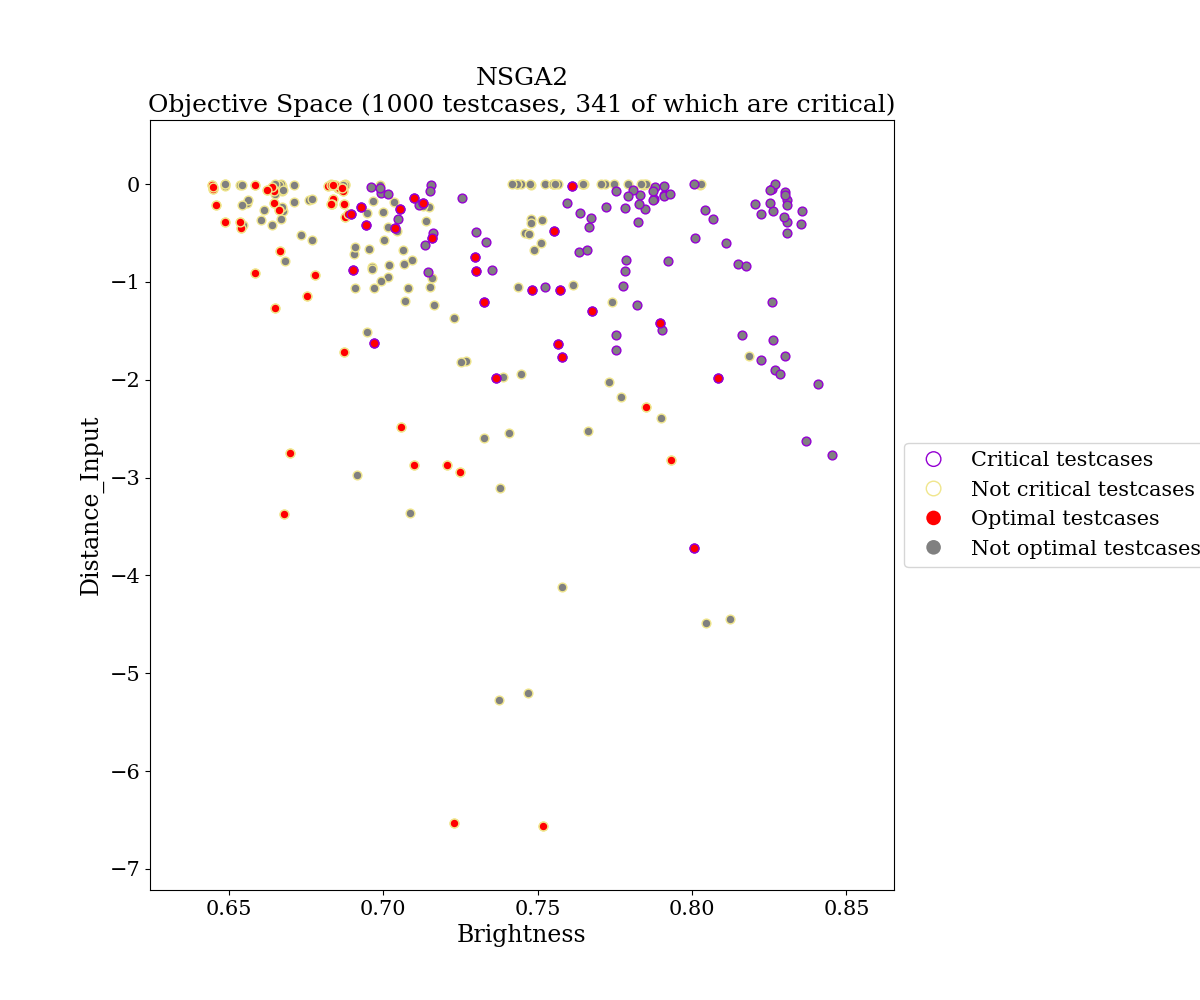 NSGA2
Objective Space (1000 testcases, 341 of which are critical)
0
−1
−2
−3
−4
−5
−6
−7
Distance_Input
0.65 0.70 0.75 0.80 0.85
Brightness
Critical testcases
Not critical testcases
Optimal testcases
Not optimal testcases